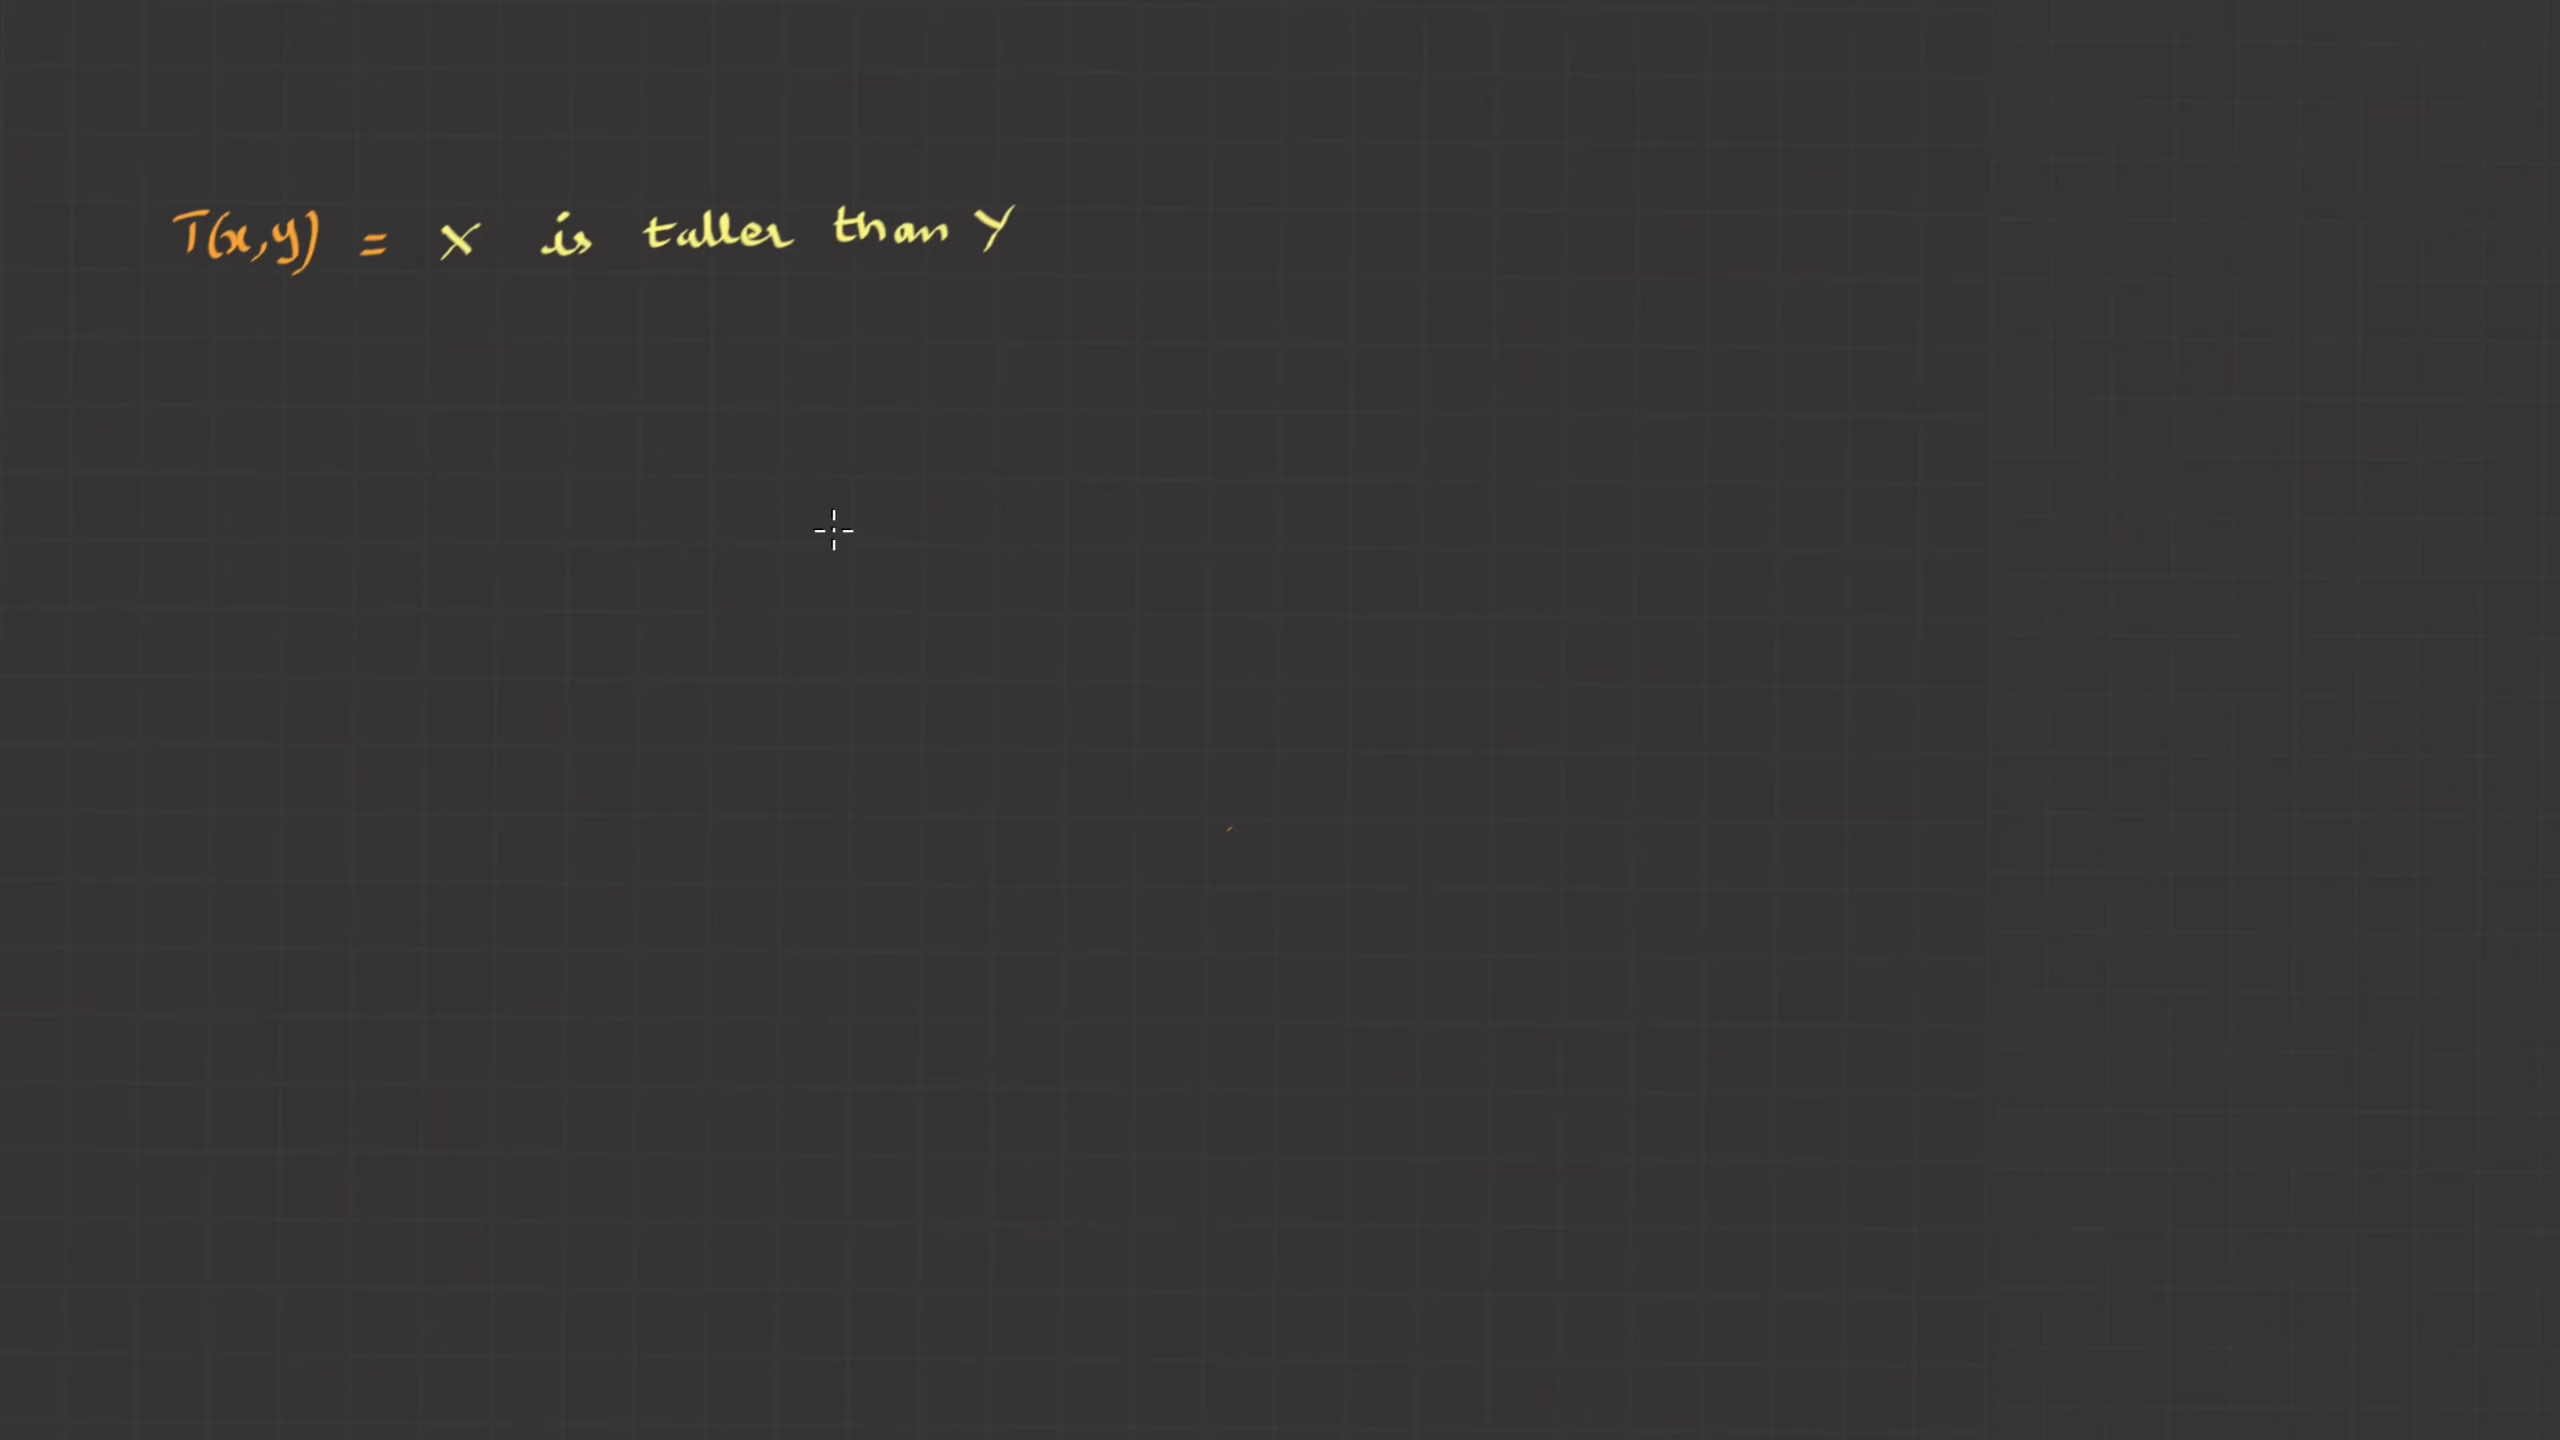 T(x,y) = X is taller than Y